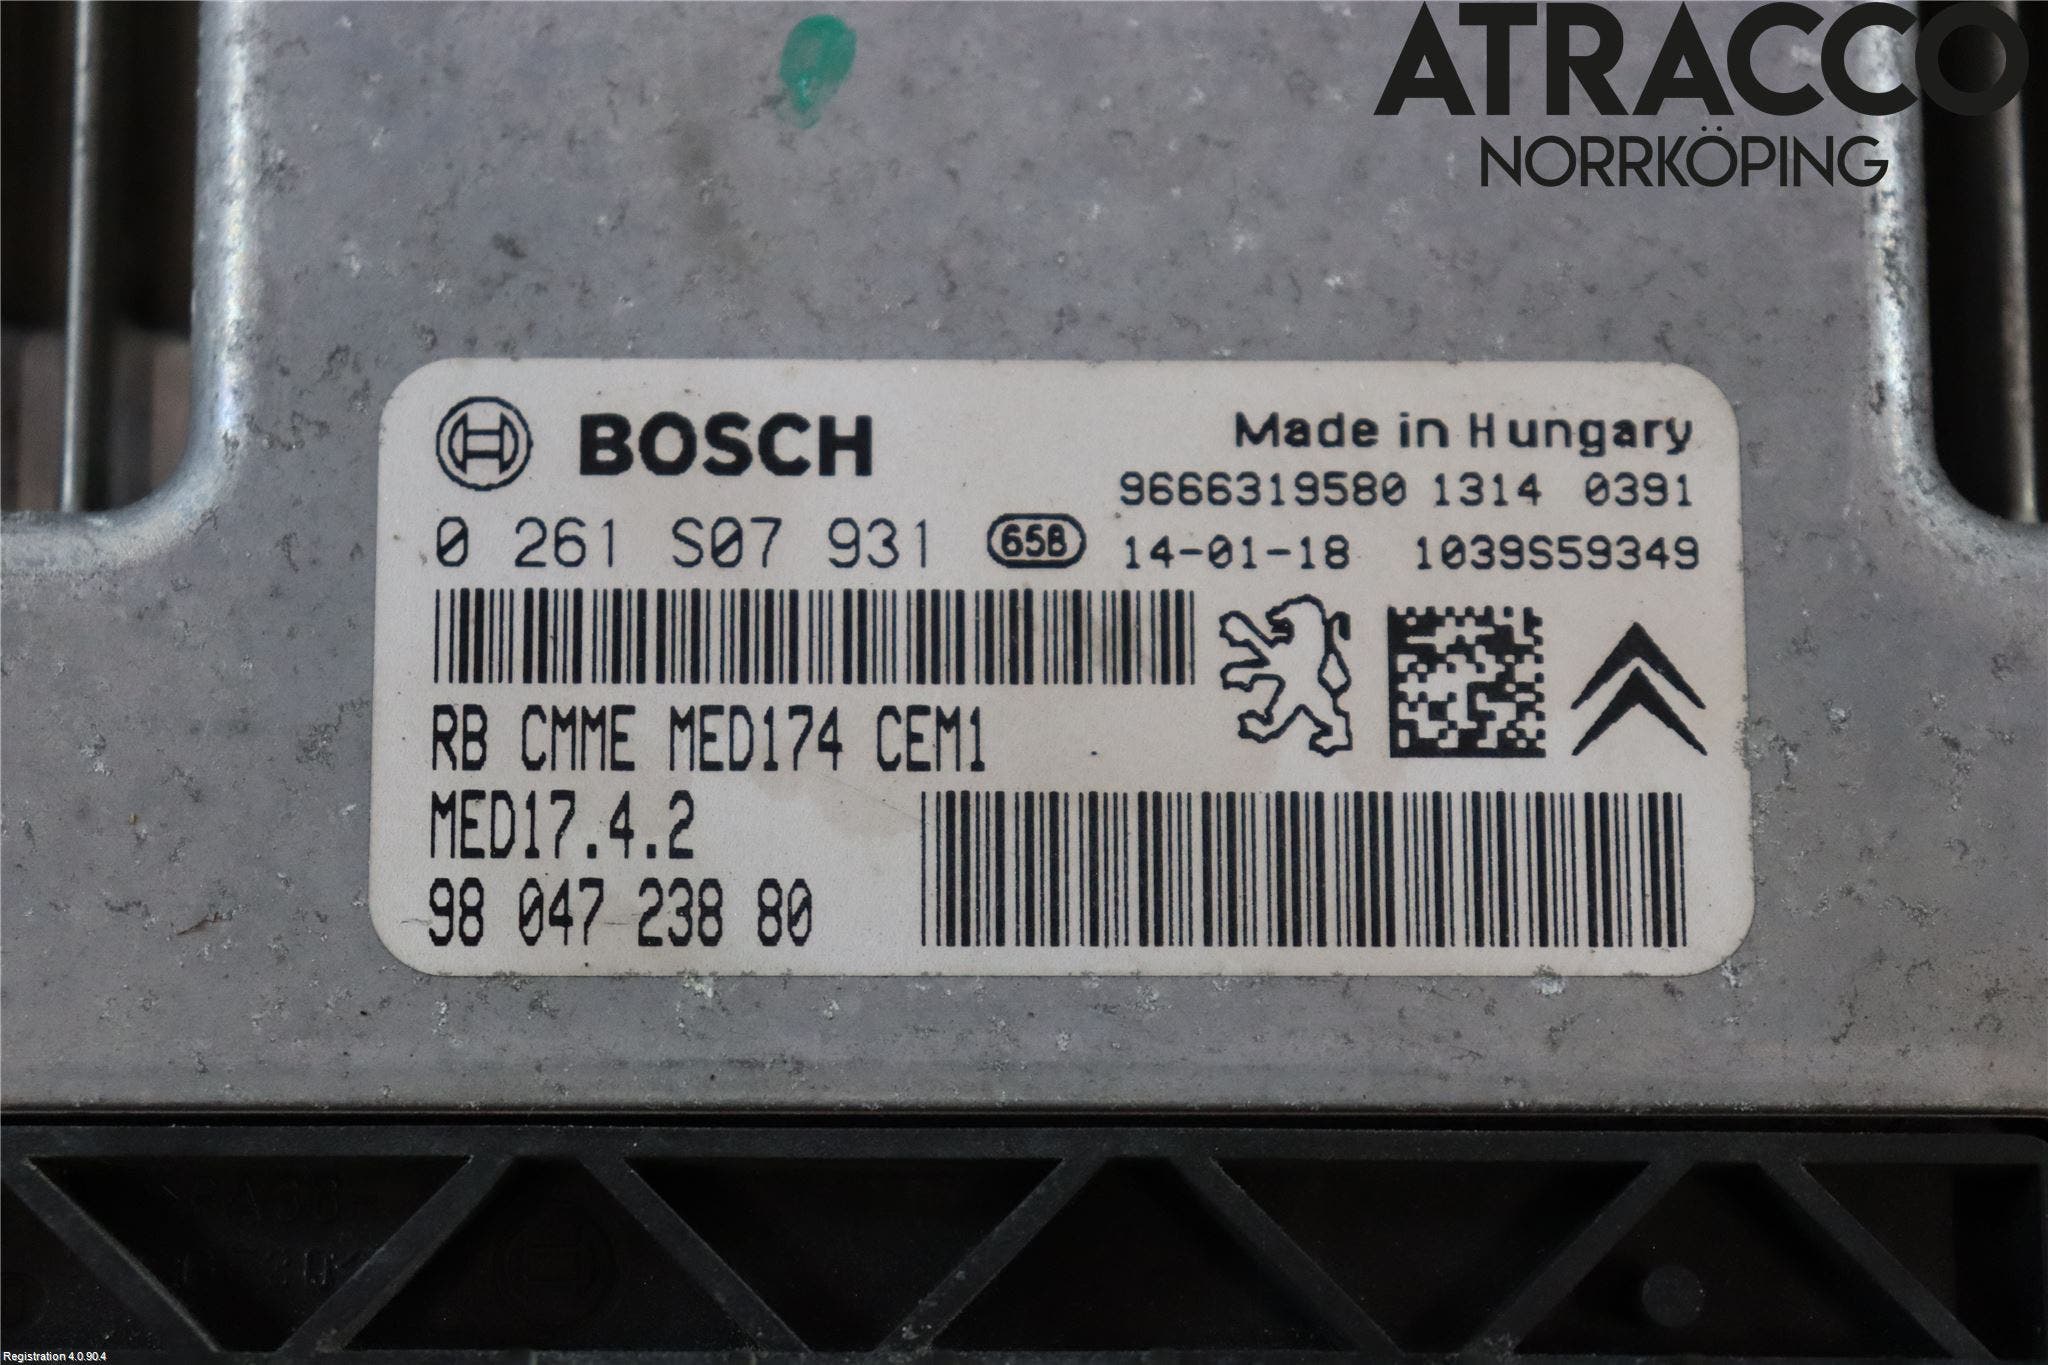 ATRACCO
NORRKÖPING
BOSCH
Made in Hungary
9666319580 1314 0391
0 261 S07 931 65B 14-01-18 1039S59349
RB CMME MED174 CEM1
MED17.4.2
98 047 238 80
Registration 4.0.90.4